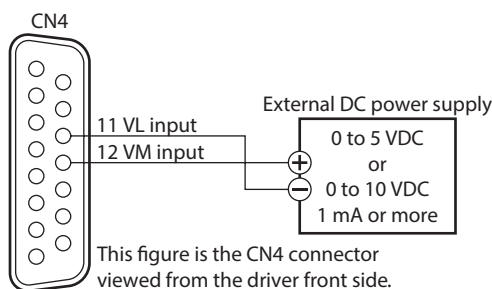 CN4
11 VL input
12 VM input
External DC power supply
0 to 5 VDC
or
0 to 10 VDC
1 mA or more
+
−
This figure is the CN4 connector
viewed from the driver front side.